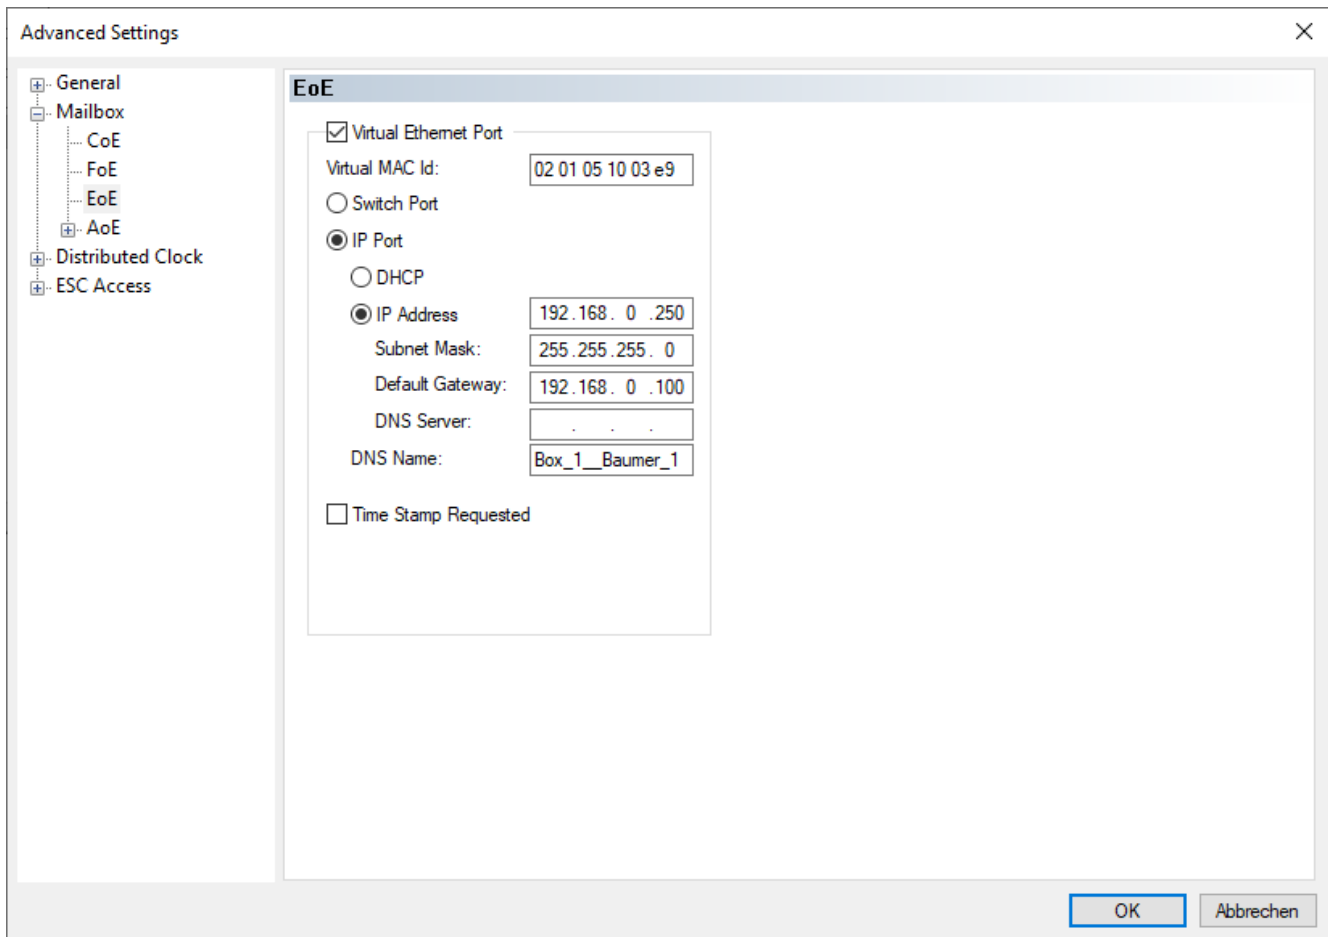 Advanced Settings
General
Mailbox
CoE
FoE
EoE
AoE
Distributed Clock
ESC Access
EoE
Virtual Ethernet Port
Virtual MAC Id: 02 01 05 10 03 e9
Switch Port
IP Port
DHCP
IP Address 192.168. 0 .250
Subnet Mask: 255.255.255. 0
Default Gateway: 192.168. 0 .100
DNS Server: . . .
DNS Name: Box_1__Baumer_1
Time Stamp Requested
OK Abbrechen